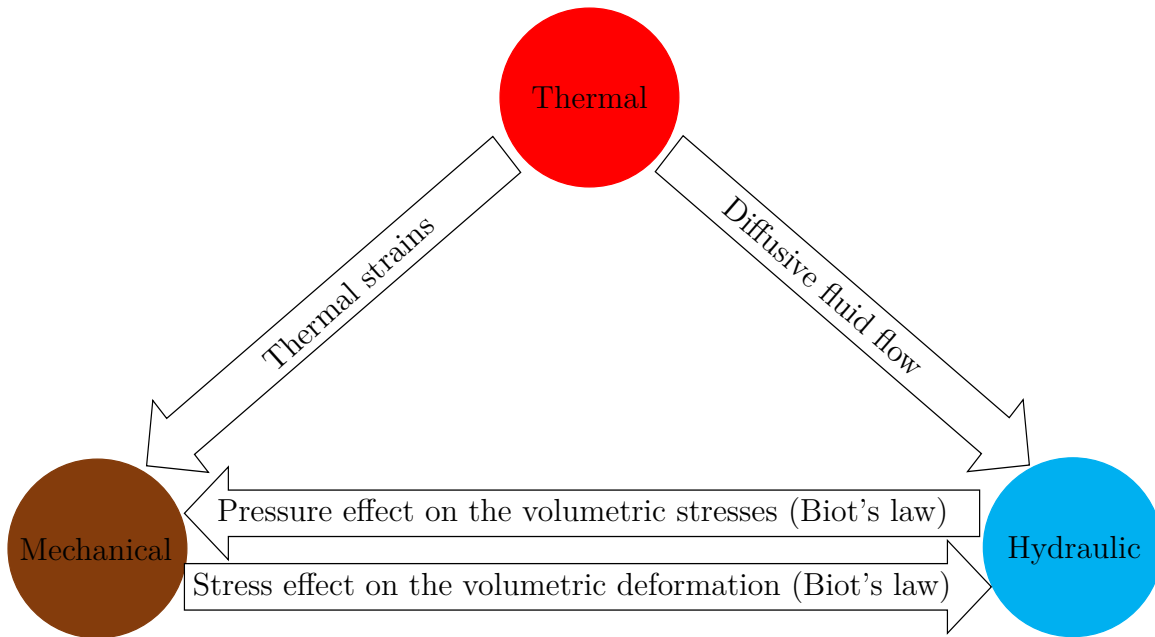 Thermal
Thermal strains
Diffusive fluid flow
Pressure effect on the volumetric stresses (Biot's law)
Mechanical
Hydraulic
Stress effect on the volumetric deformation (Biot's law)